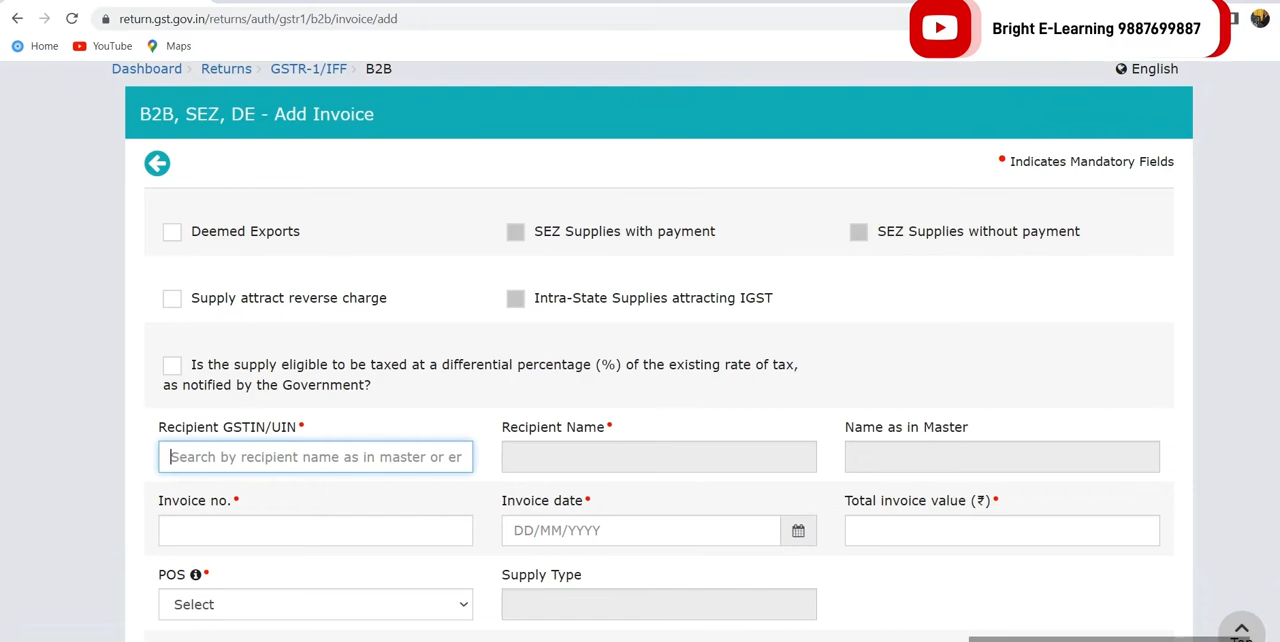 return.gst.gov.in/returns/auth/gstr1/b2b/invoice/add
Bright E-Learning 9887699887
Home YouTube Maps
Dashboard Returns GSTR-1/IFF B2B English
B2B, SEZ, DE - Add Invoice
Indicates Mandatory Fields
Deemed Exports SEZ Supplies with payment SEZ Supplies without payment
Supply attract reverse charge Intra-State Supplies attracting IGST
Is the supply eligible to be taxed at a differential percentage (%) of the existing rate of tax,
as notified by the Government?
Recipient GSTIN/UIN Recipient Name Name as in Master
Search by recipient name as in master or er
Invoice no. Invoice date Total invoice value (₹)
DD/MM/YYYY
POS Supply Type
Select